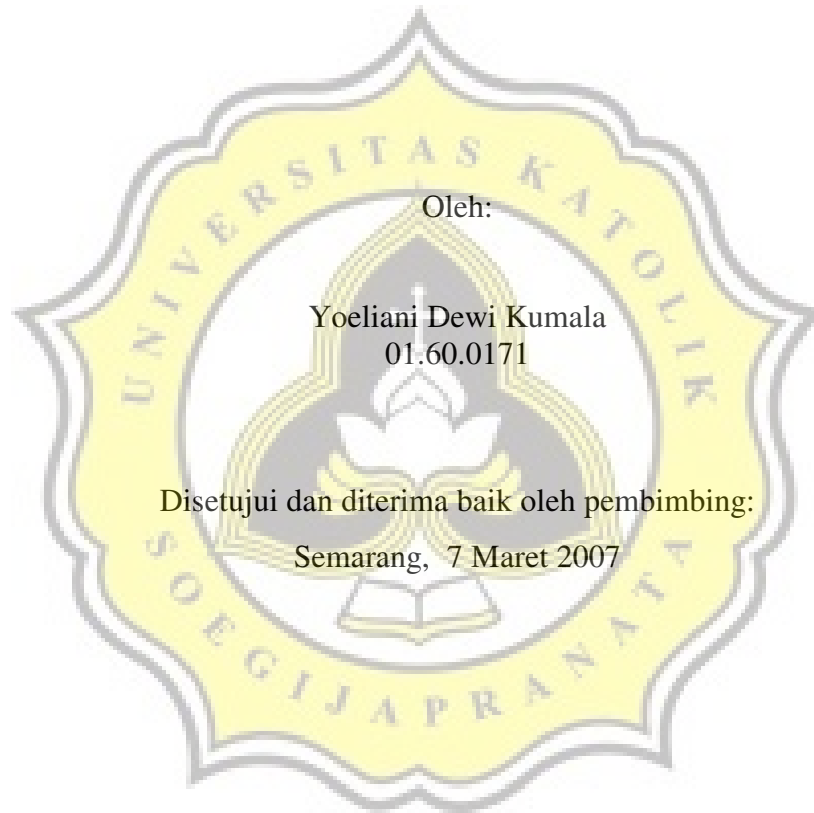 UNIVERSITAS KATOLIK
Oleh:
Yoeliani Dewi Kumala
01.60.0171
Disetujui dan diterima baik oleh pembimbing:
Semarang, 7 Maret 2007
SOEGIJAPRANATA